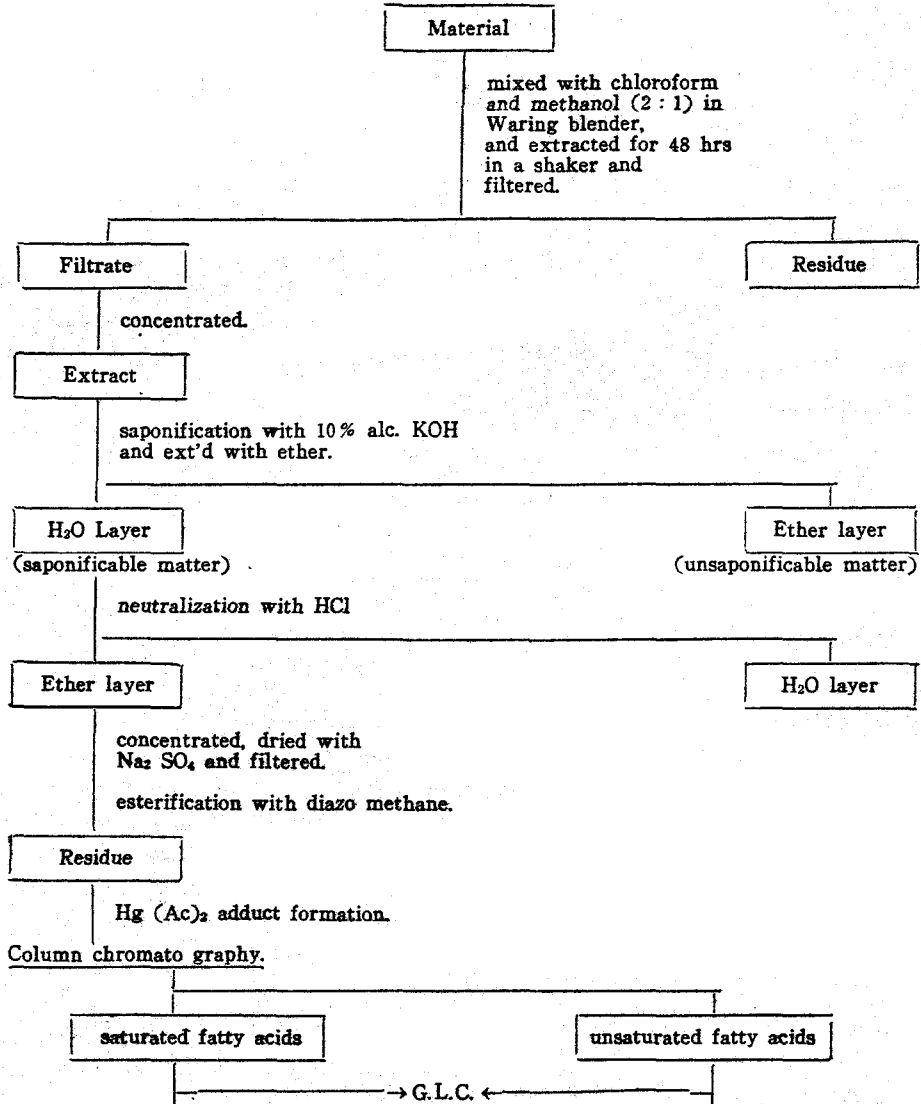 Material
mixed with chloroform
and methanol (2 : 1) in
Waring blender,
and extracted for 48 hrs
in a shaker and
filtered.
Filtrate
Residue
concentrated.
Extract
saponification with 10% alc. KOH
and ext'd with ether.
H₂O Layer
Ether layer
(saponificable matter)
(unsaponificable matter)
neutralization with HCl
Ether layer
H₂O layer
concentrated, dried with
Na₂ SO₄ and filtered.
esterification with diazo methane.
Residue
Hg (Ac)₂ adduct formation.
Column chromato graphy.
saturated fatty acids
unsaturated fatty acids
→ G.L.C. ←